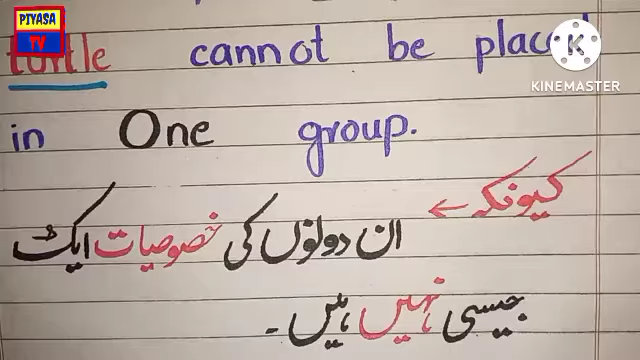 PIYASA
TV
turtle cannot be placed
KINEMASTER
in One group.
کیونکہ ←
ان دونوں کی خصوصیات ایک
جیسی نہیں ہیں۔